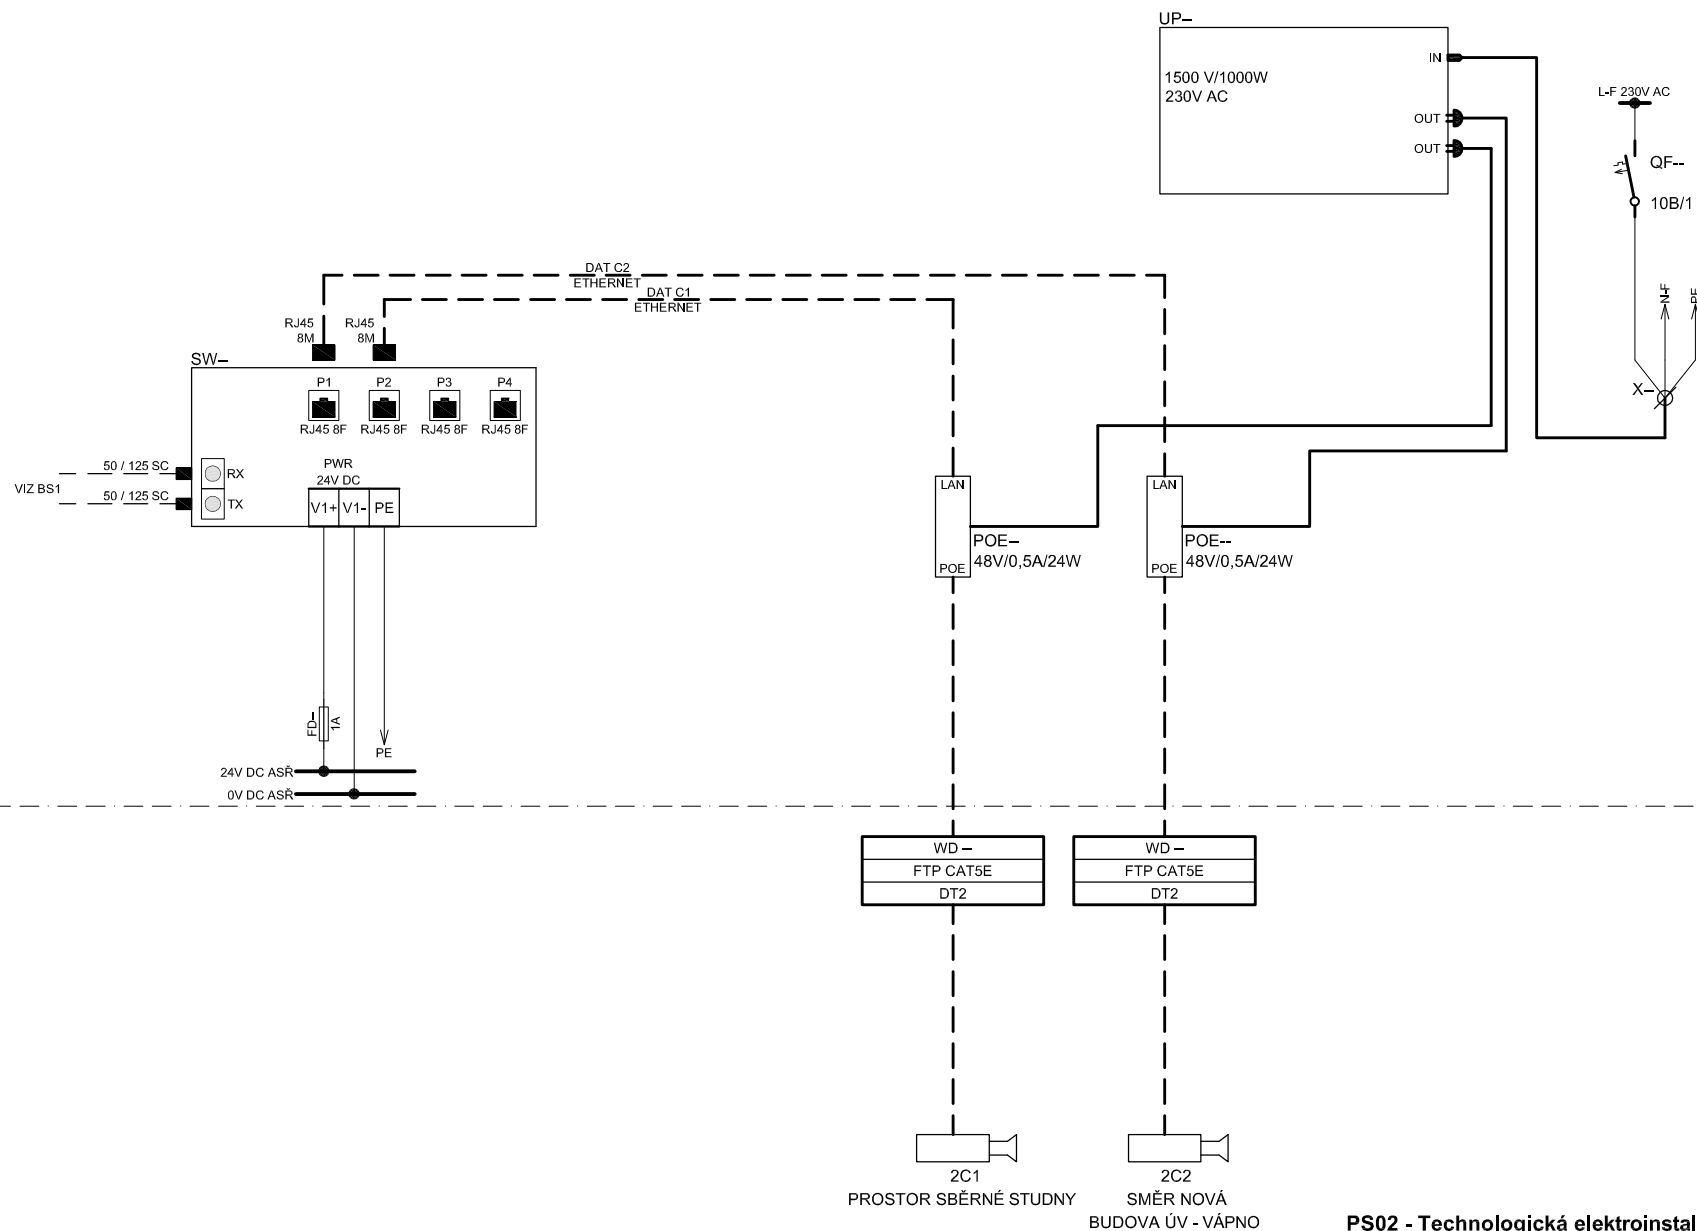 UP–
IN
1500 V/1000W
230V AC
OUT
OUT
L-F 230V AC
QF--
10B/1
N-F
PE
X–
DAT C2
ETHERNET
DAT C1
ETHERNET
RJ45
8M
RJ45
8M
SW–
P1
P2
P3
P4
RJ45 8F
RJ45 8F
RJ45 8F
RJ45 8F
VIZ BS1
50 / 125 SC
50 / 125 SC
RX
TX
PWR
24V DC
V1+
V1-
PE
LAN
POE
POE–
48V/0,5A/24W
LAN
POE
POE--
48V/0,5A/24W
FD–
1A
PE
24V DC ASŘ
0V DC ASŘ
WD –
FTP CAT5E
DT2
WD –
FTP CAT5E
DT2
2C1
PROSTOR SBĚRNÉ STUDNY
2C2
SMĚR NOVÁ
BUDOVA ÚV - VÁPNO
PS02 - Technologická elektroinstal